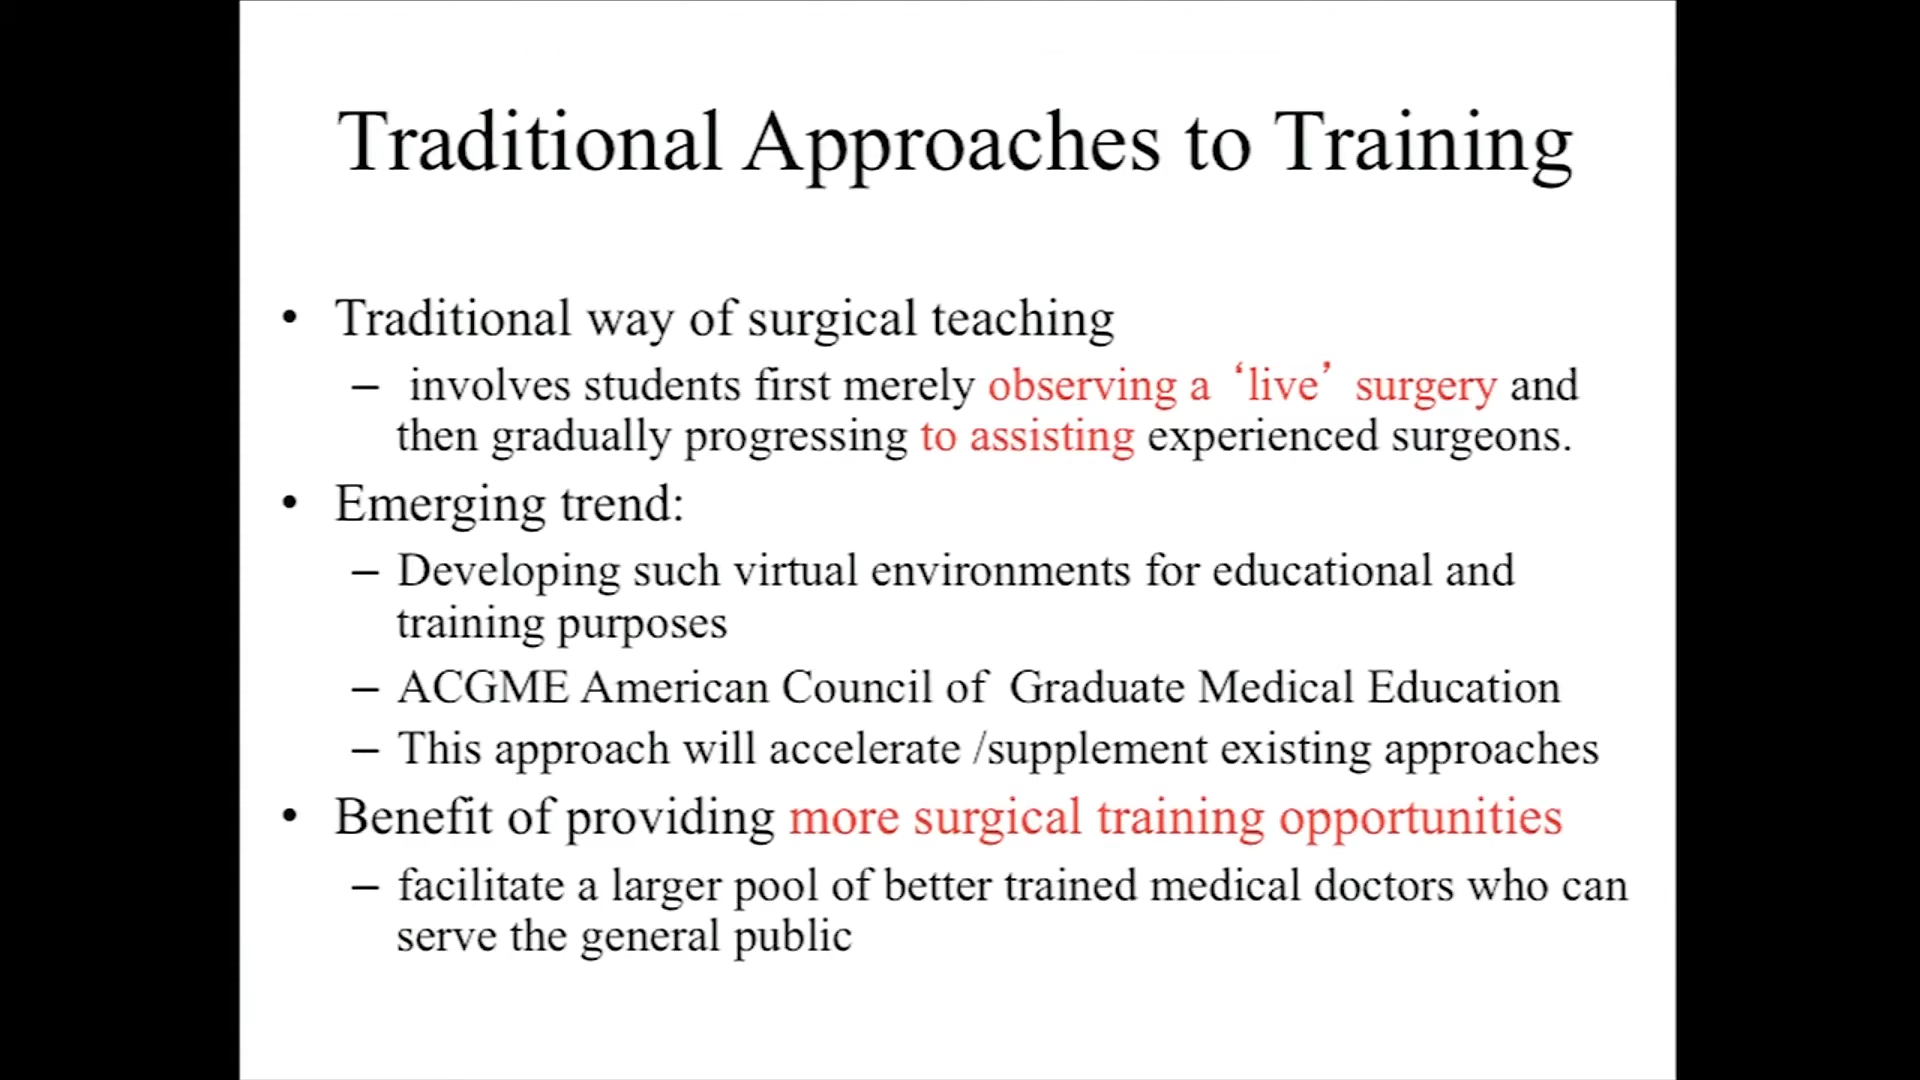 Traditional Approaches to Training
• Traditional way of surgical teaching
– involves students first merely observing a ‘live’ surgery and
then gradually progressing to assisting experienced surgeons.
• Emerging trend:
– Developing such virtual environments for educational and
training purposes
– ACGME American Council of Graduate Medical Education
– This approach will accelerate /supplement existing approaches
• Benefit of providing more surgical training opportunities
– facilitate a larger pool of better trained medical doctors who can
serve the general public